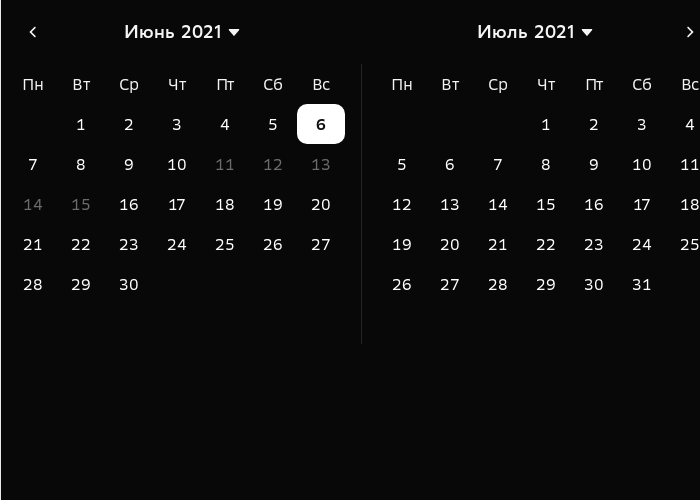 Июнь 2021
Пн Вт Ср Чт Пт Сб Вс
1 2 3 4 5 6
7 8 9 10 11 12 13
14 15 16 17 18 19 20
21 22 23 24 25 26 27
28 29 30
Июль 2021
Пн Вт Ср Чт Пт Сб Вс
1 2 3 4
5 6 7 8 9 10 11
12 13 14 15 16 17 18
19 20 21 22 23 24 25
26 27 28 29 30 31